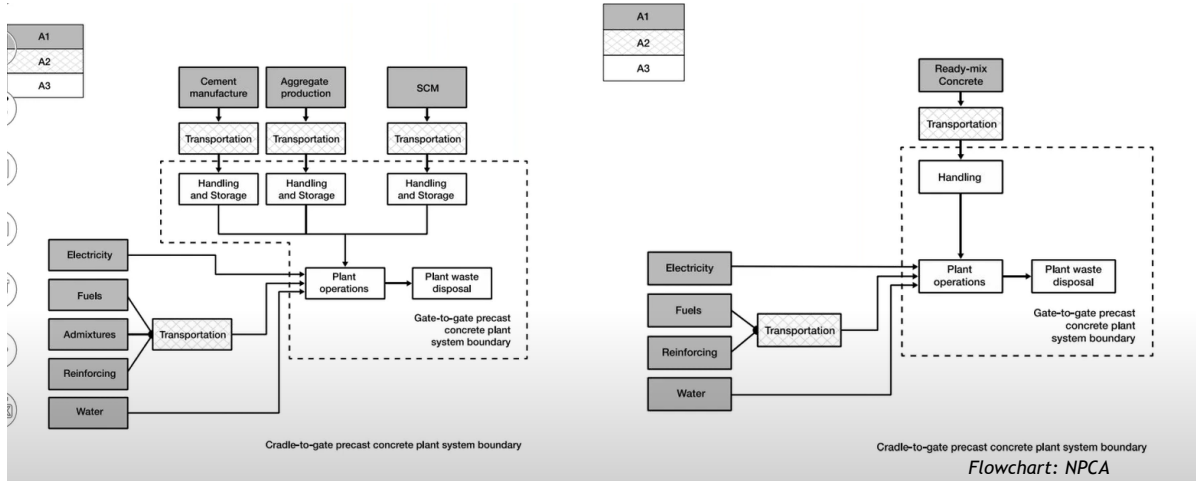 A1
A2
A3
Cement
manufacture
Aggregate
production
SCM
Transportation
Transportation
Transportation
Handling
and Storage
Handling
and Storage
Handling
and Storage
Electricity
Fuels
Admixtures
Reinforcing
Water
Transportation
Plant
operations
Plant waste
disposal
Gate-to-gate precast
concrete plant
system boundary
Cradle-to-gate precast concrete plant system boundary
A1
A2
A3
Ready-mix
Concrete
Transportation
Handling
Electricity
Fuels
Reinforcing
Water
Transportation
Plant
operations
Plant waste
disposal
Gate-to-gate precast
concrete plant
system boundary
Cradle-to-gate precast concrete plant system boundary
Flowchart: NPCA